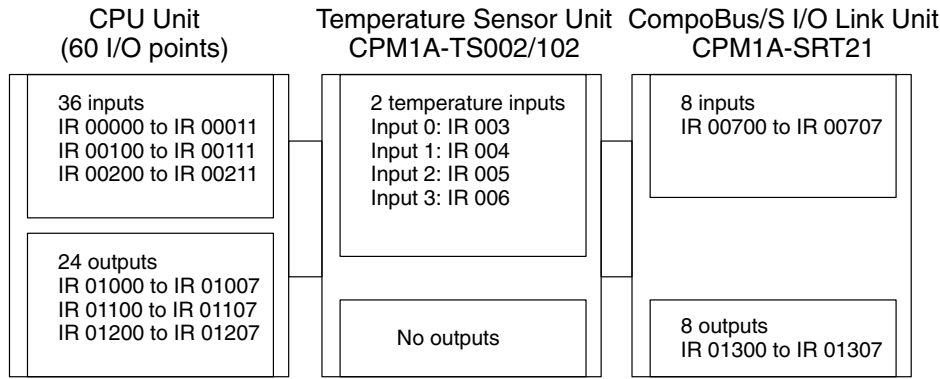 CPU Unit
(60 I/O points)
36 inputs
IR 00000 to IR 00011
IR 00100 to IR 00111
IR 00200 to IR 00211
24 outputs
IR 01000 to IR 01007
IR 01100 to IR 01107
IR 01200 to IR 01207
Temperature Sensor Unit
CPM1A-TS002/102
2 temperature inputs
Input 0: IR 003
Input 1: IR 004
Input 2: IR 005
Input 3: IR 006
No outputs
CompoBus/S I/O Link Unit
CPM1A-SRT21
8 inputs
IR 00700 to IR 00707
8 outputs
IR 01300 to IR 01307